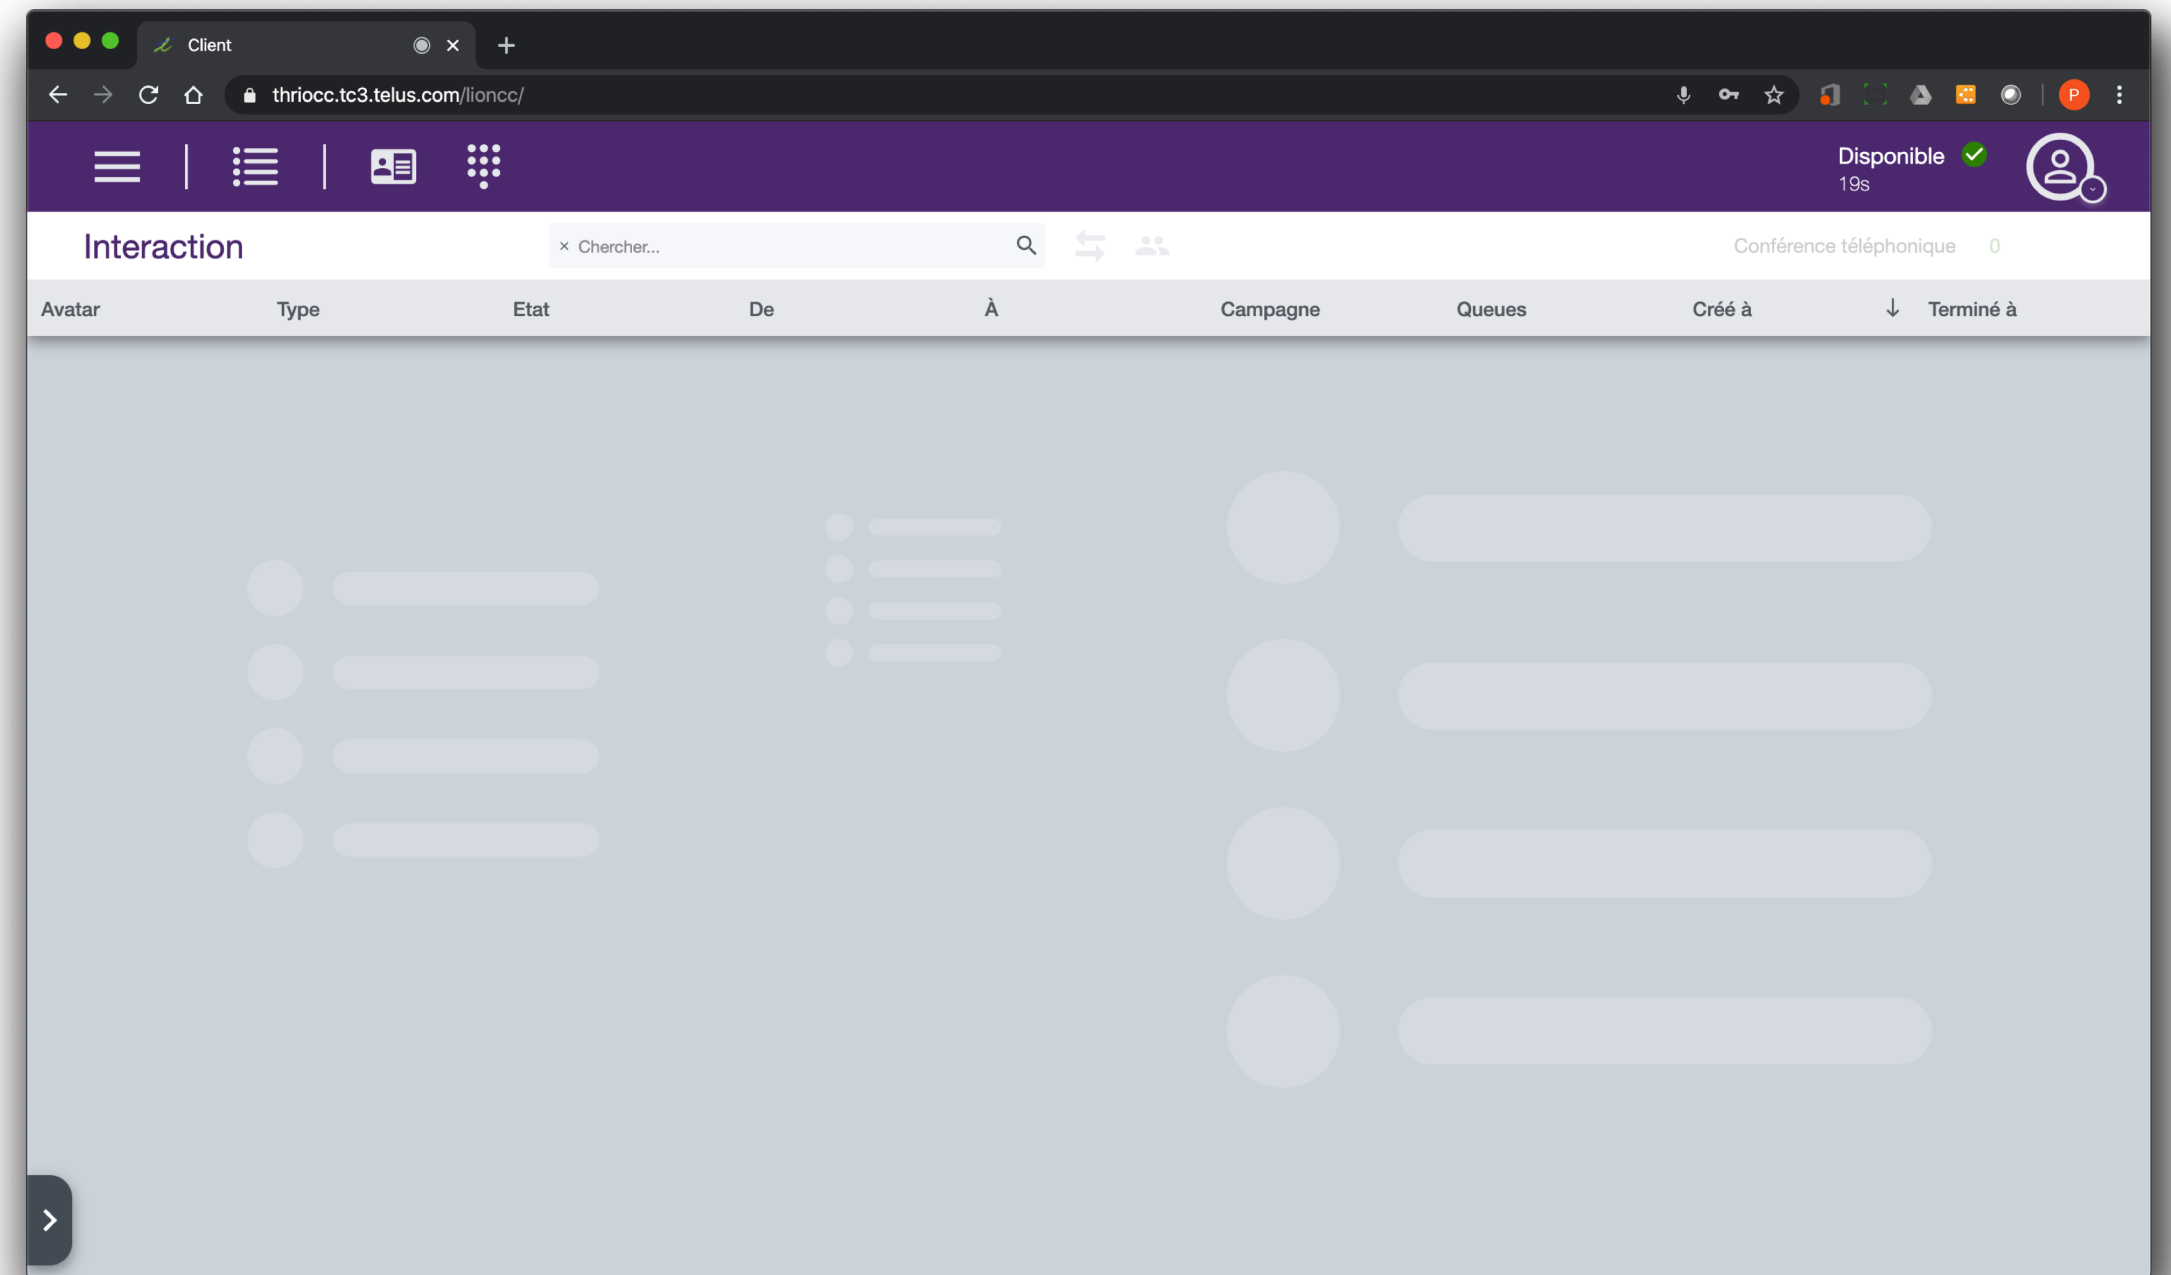 Client
thriocc.tc3.telus.com/lioncc/
P
Disponible
19s
Interaction
× Chercher...
Conférence téléphonique 0
Avatar Type Etat De À Campagne Queues Créé à Terminé à